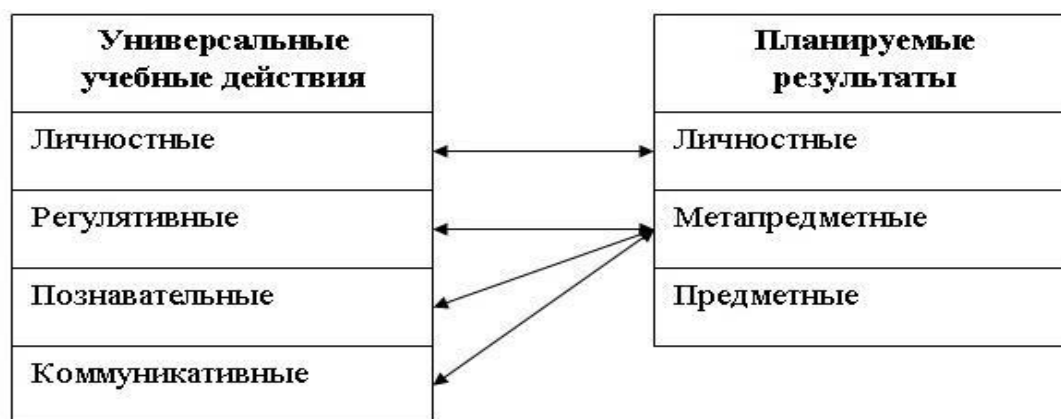 Универсальные
учебные действия
Личностные
Регулятивные
Познавательные
Коммуникативные
Планируемые
результаты
Личностные
Метапредметные
Предметные